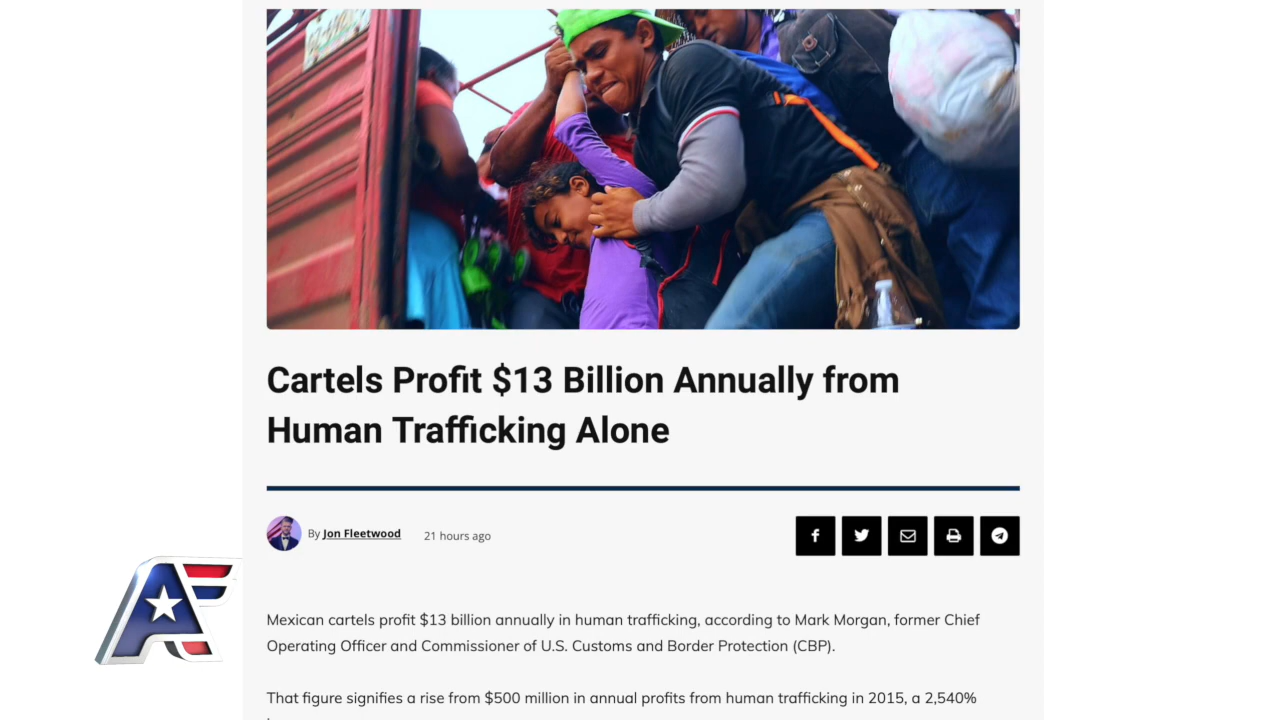 Cartels Profit $13 Billion Annually from
Human Trafficking Alone
By Jon Fleetwood 21 hours ago
Mexican cartels profit $13 billion annually in human trafficking, according to Mark Morgan, former Chief
Operating Officer and Commissioner of U.S. Customs and Border Protection (CBP).
That figure signifies a rise from $500 million in annual profits from human trafficking in 2015, a 2,540%